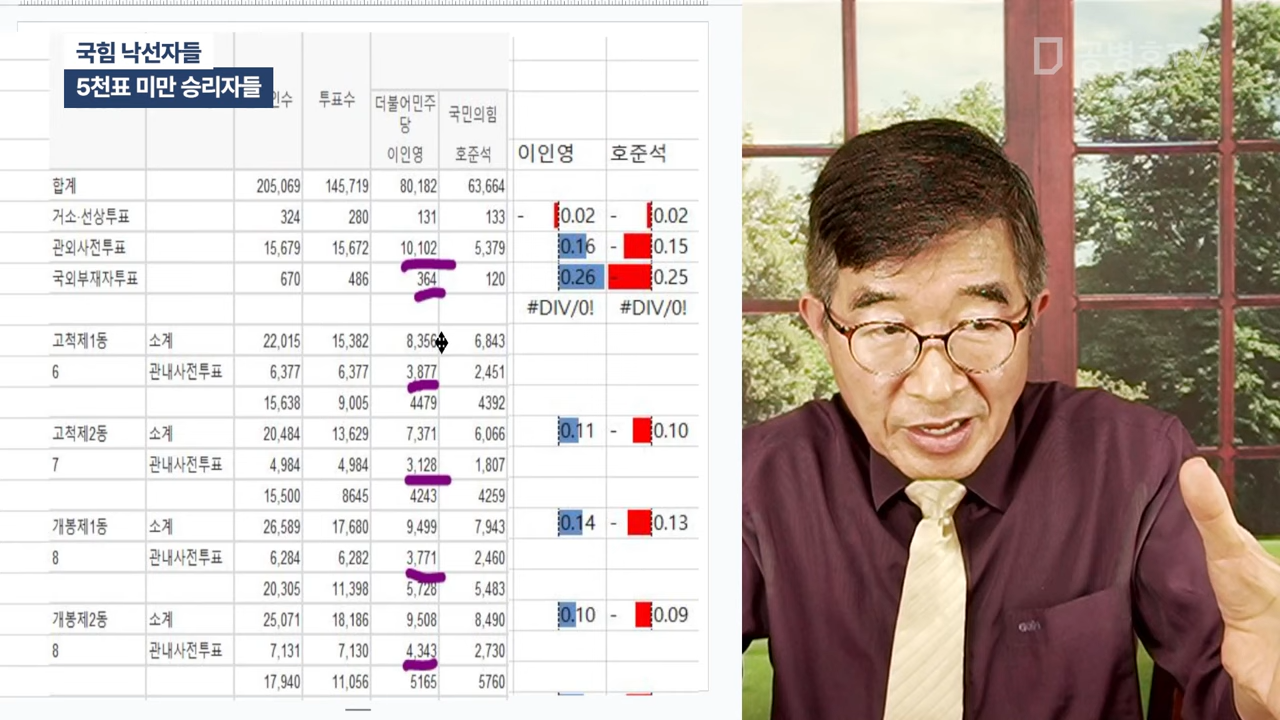 국힘 낙선자들
5천표 미만 승리자들
인수 투표수 더불어민주당 국민의힘
이인영 호준석 이인영 호준석
합계 205,069 145,719 80,182 63,664
거소·선상투표 324 280 131 133 - 0.02 - 0.02
관외사전투표 15,679 15,672 10,102 5,379 0.16 - 0.15
국외부재자투표 670 486 364 120 0.26 - 0.25
#DIV/0! #DIV/0!
고척제1동 소계 22,015 15,382 8,356 6,843
6 관내사전투표 6,377 6,377 3,877 2,451
15,638 9,005 4479 4392
고척제2동 소계 20,484 13,629 7,371 6,066 0.11 - 0.10
7 관내사전투표 4,984 4,984 3,128 1,807
15,500 8645 4243 4259
개봉제1동 소계 26,589 17,680 9,499 7,943 0.14 - 0.13
8 관내사전투표 6,284 6,282 3,771 2,460
20,305 11,398 5,728 5,483
개봉제2동 소계 25,071 18,186 9,508 8,490 0.10 - 0.09
8 관내사전투표 7,131 7,130 4,343 2,730
17,940 11,056 5165 5760
공병호TV